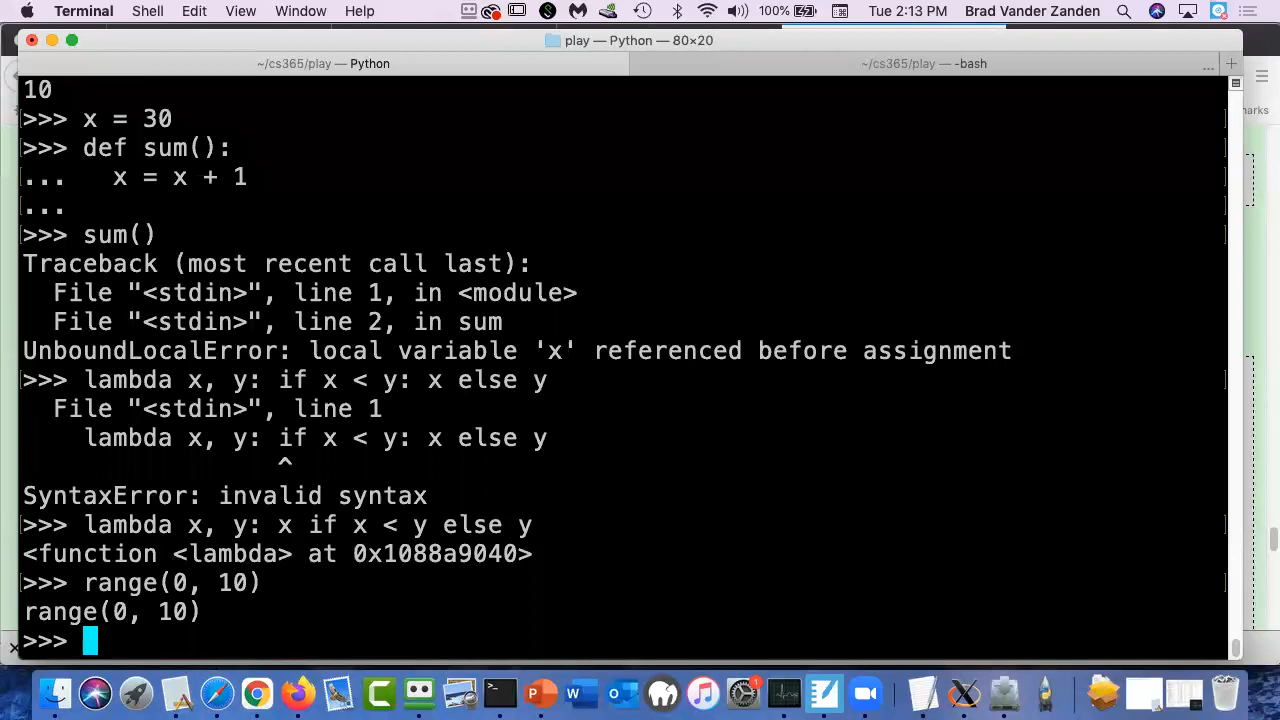 Terminal Shell Edit View Window Help 100% Tue 2:13 PM Brad Vander Zanden
play — Python — 80×20
~/cs365/play — Python ~/cs365/play — -bash ...
arks
10
>>> x = 30
>>> def sum():
...   x = x + 1
...
>>> sum()
Traceback (most recent call last):
  File "<stdin>", line 1, in <module>
  File "<stdin>", line 2, in sum
UnboundLocalError: local variable 'x' referenced before assignment
>>> lambda x, y: if x < y: x else y
  File "<stdin>", line 1
    lambda x, y: if x < y: x else y
                 ^
SyntaxError: invalid syntax
>>> lambda x, y: x if x < y else y
<function <lambda> at 0x1088a9040>
>>> range(0, 10)
range(0, 10)
>>>